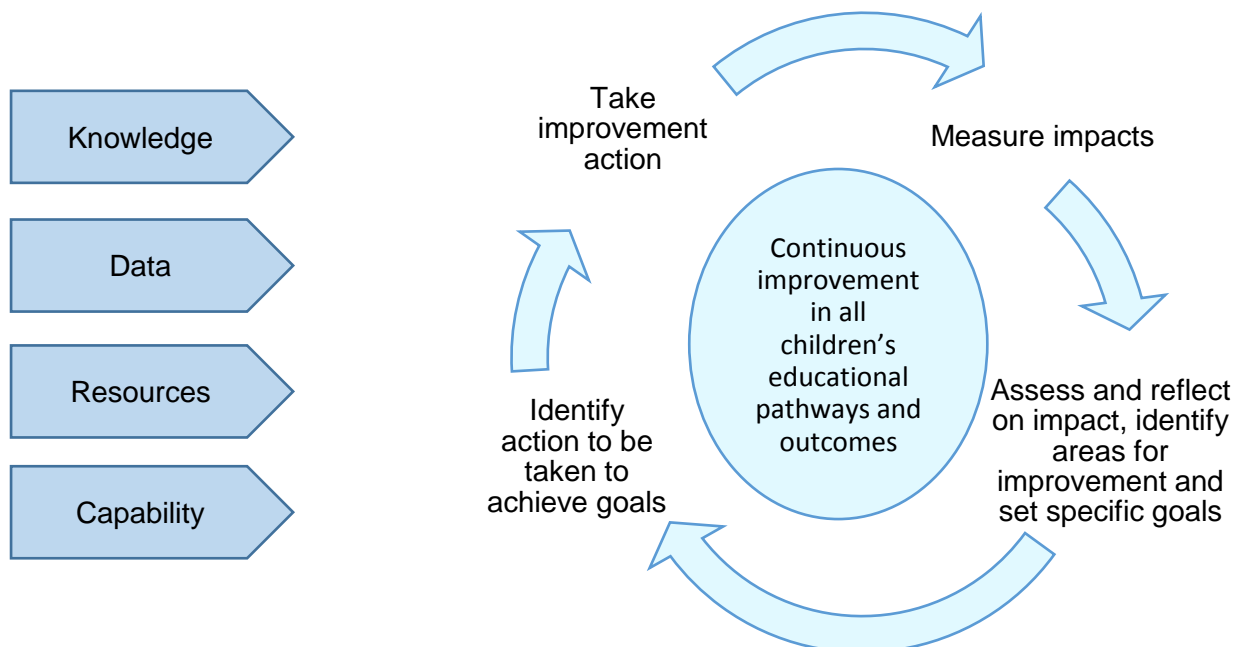 Knowledge
Data
Resources
Capability
Take
improvement
action
Measure impacts
Continuous
improvement
in all
children’s
educational
pathways and
outcomes
Assess and reflect
on impact, identify
areas for
improvement and
set specific goals
Identify
action to be
taken to
achieve goals